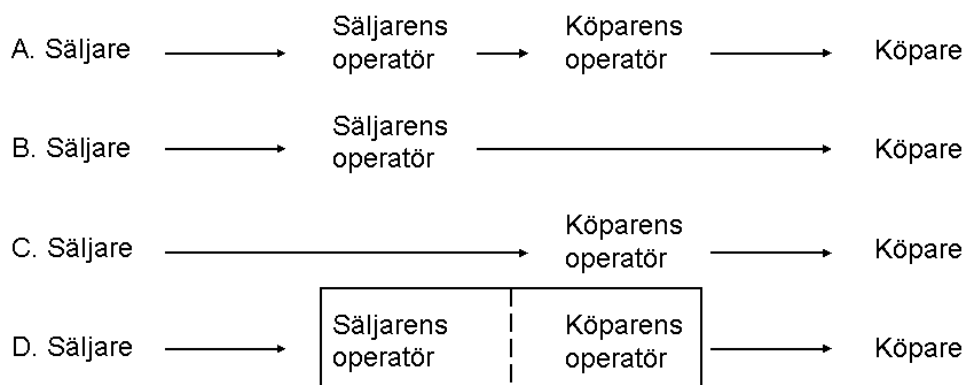 A. Säljare Säljarens operatör Köparens operatör Köpare
B. Säljare Säljarens operatör Köpare
C. Säljare Köparens operatör Köpare
D. Säljare Säljarens operatör Köparens operatör Köpare